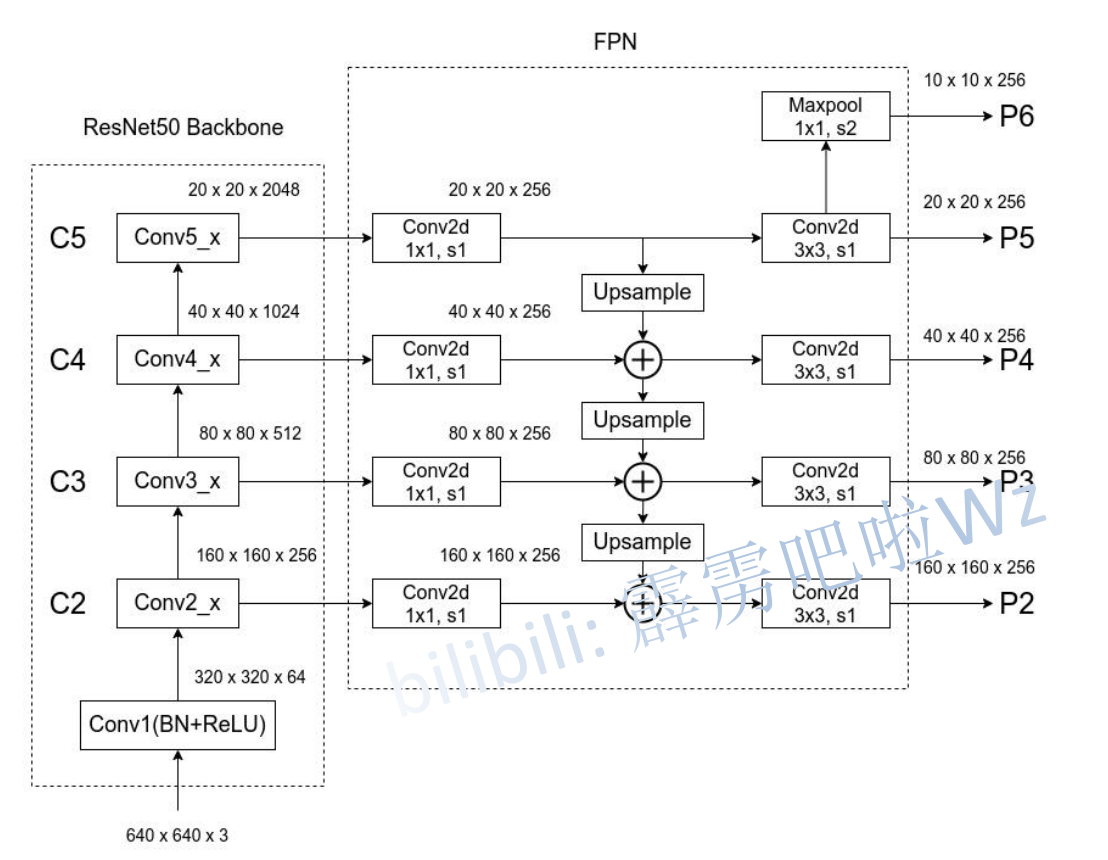 FPN
ResNet50 Backbone
10 x 10 x 256
Maxpool
1x1, s2
P6
20 x 20 x 2048
20 x 20 x 256
20 x 20 x 256
C5
Conv5_x
Conv2d
1x1, s1
Conv2d
3x3, s1
P5
Upsample
40 x 40 x 1024
40 x 40 x 256
40 x 40 x 256
C4
Conv4_x
Conv2d
1x1, s1
Conv2d
3x3, s1
P4
Upsample
80 x 80 x 512
80 x 80 x 256
80 x 80 x 256
C3
Conv3_x
Conv2d
1x1, s1
Conv2d
3x3, s1
P3
Upsample
160 x 160 x 256
160 x 160 x 256
160 x 160 x 256
C2
Conv2_x
Conv2d
1x1, s1
Conv2d
3x3, s1
P2
320 x 320 x 64
Conv1(BN+ReLU)
640 x 640 x 3
bilibili: 霹雳吧啦Wz